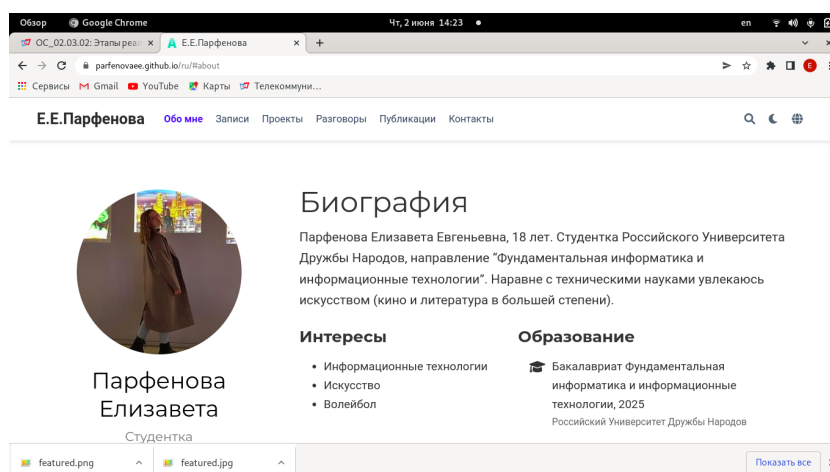 Обзор Google Chrome Чт, 2 июня 14:23 en
ОС_02.03.02: Этапы реал Е.Е.Парфенова
parfenovaee.github.io/ru/#about
Сервисы Gmail YouTube Карты Телекоммуни...
Е.Е.Парфенова Обо мне Записи Проекты Разговоры Публикации Контакты
Биография
Парфенова Елизавета Евгеньевна, 18 лет. Студентка Российского Университета
Дружбы Народов, направление “Фундаментальная информатика и
информационные технологии”. Наравне с техническими науками увлекаюсь
искусством (кино и литература в большей степени).
Интересы
• Информационные технологии
• Искусство
• Волейбол
Образование
Бакалавриат Фундаментальная
информатика и информационные
технологии, 2025
Российский Университет Дружбы Народов
Парфенова
Елизавета
Студентка
featured.png featured.jpg Показать все